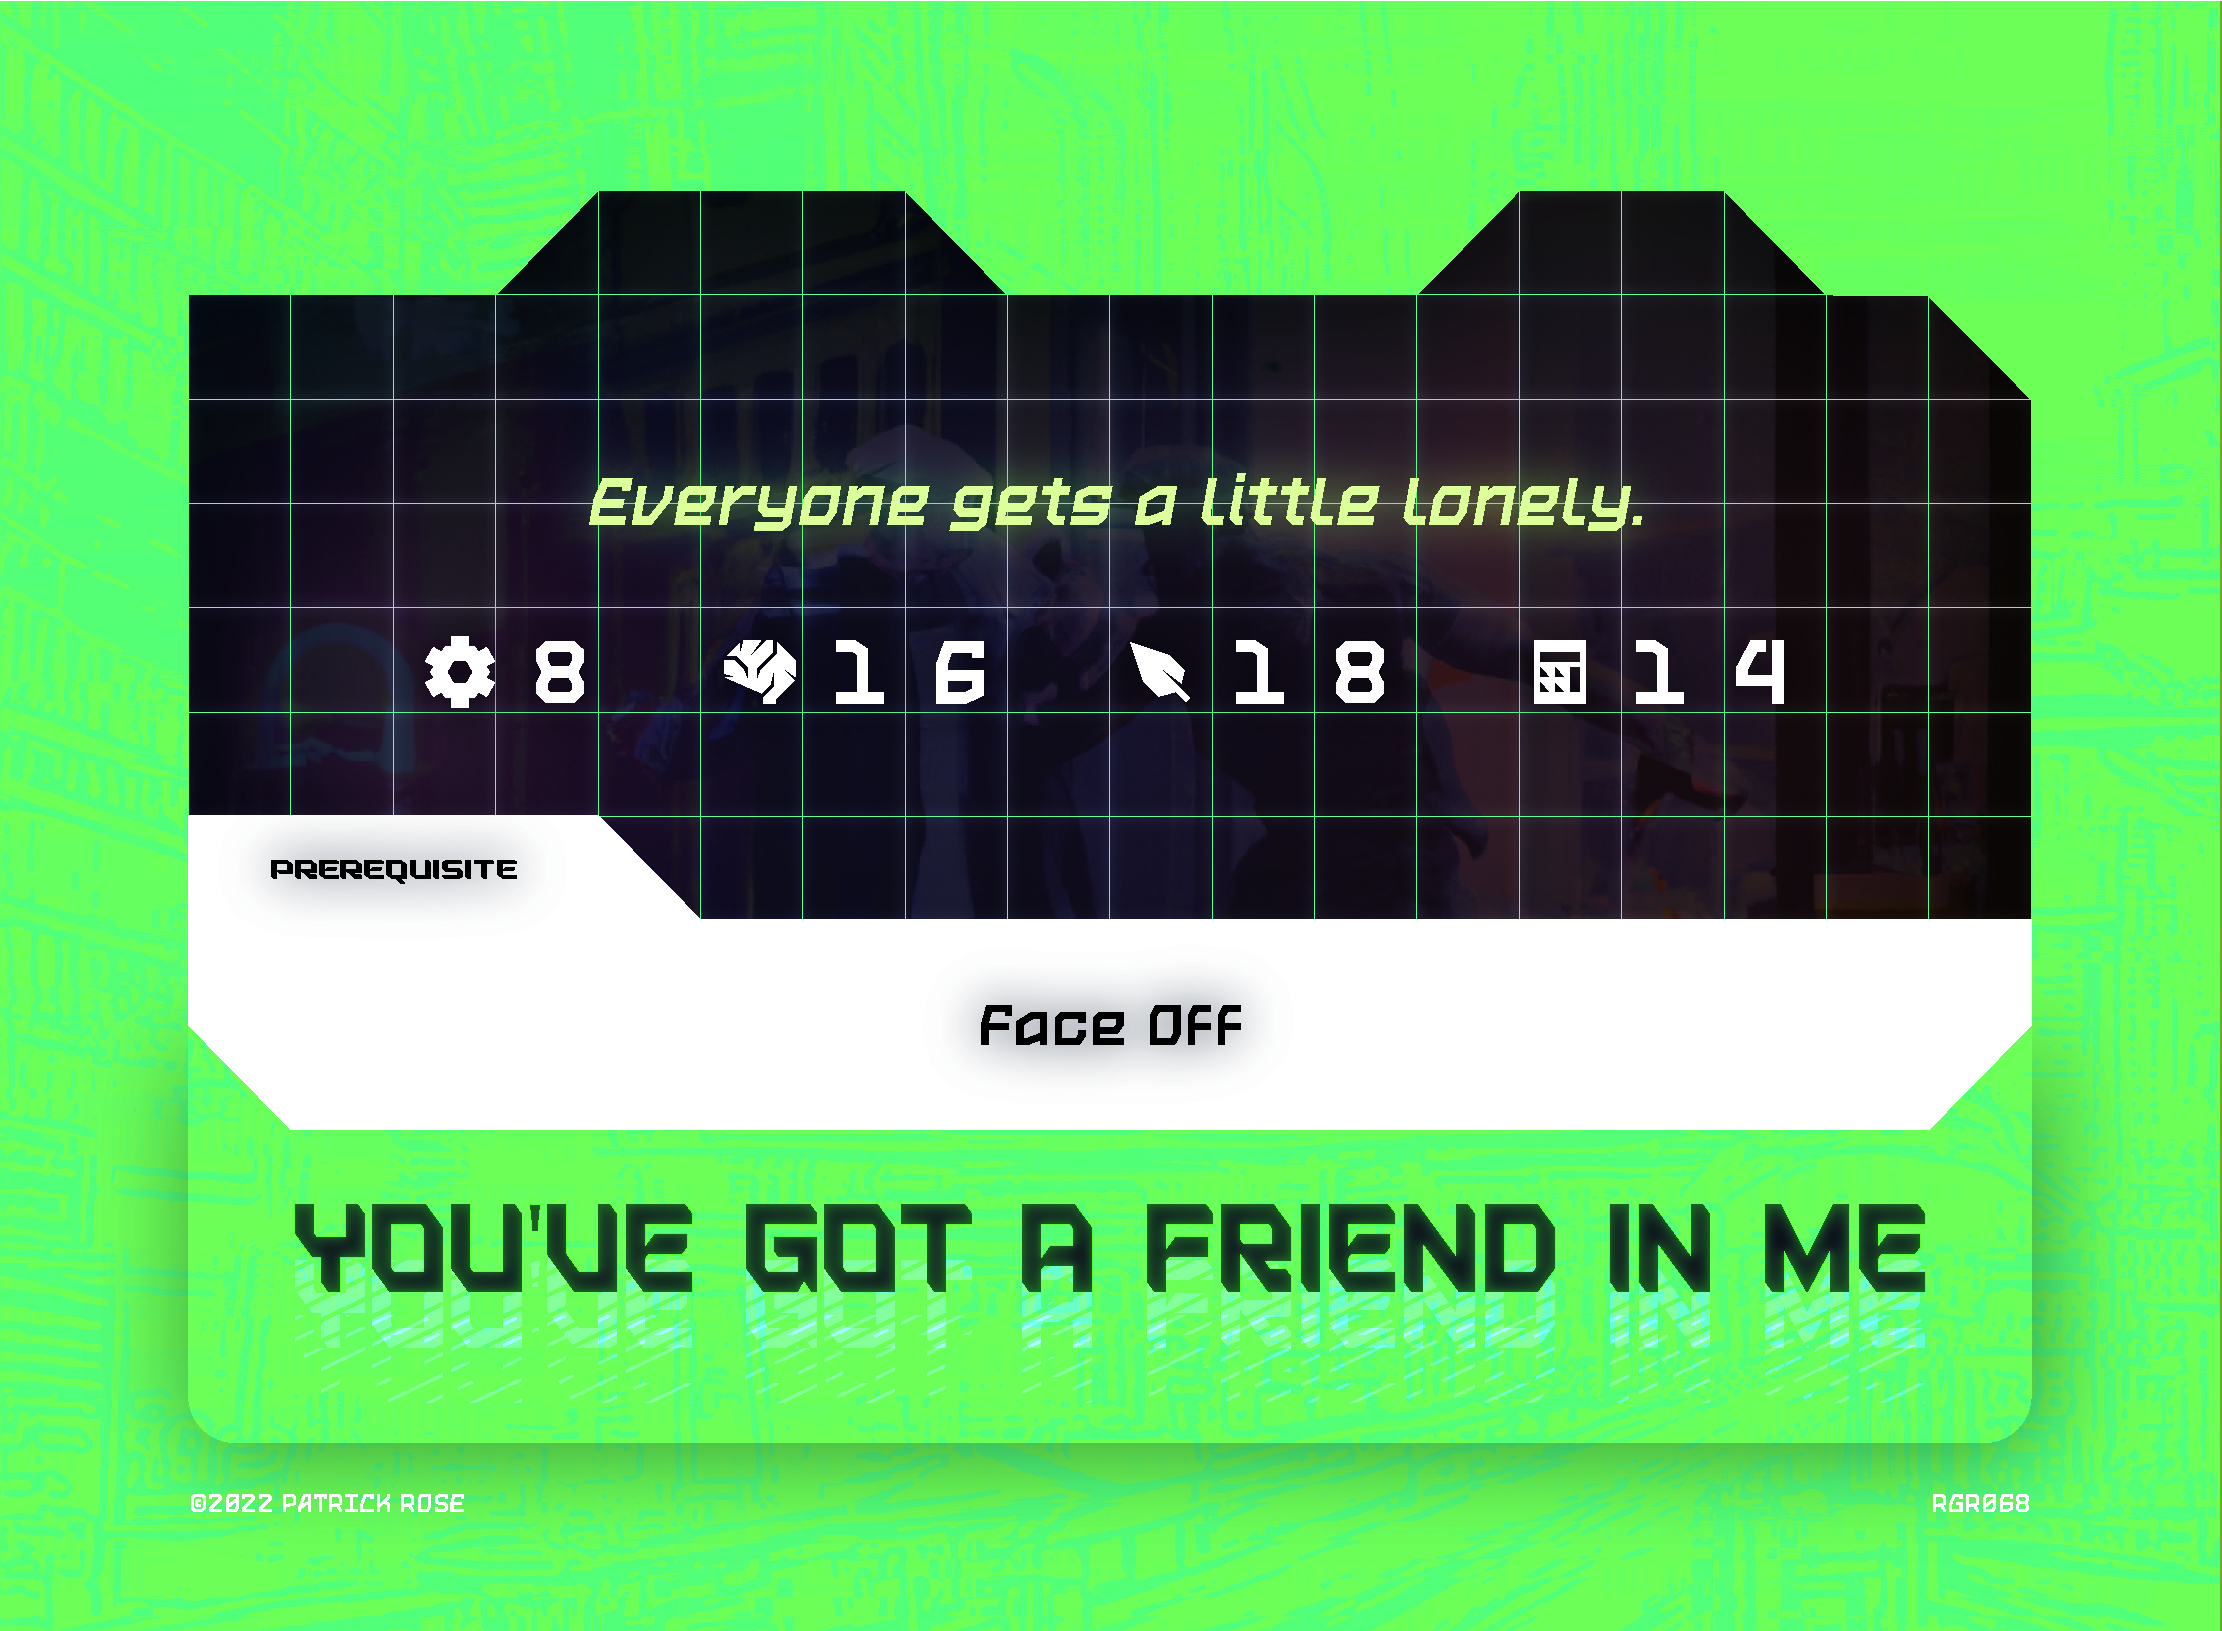 Everyone gets a little lonely.
8 16 18 14
PREREQUISITE
Face Off
YOU'VE GOT A FRIEND IN ME
©2022 PATRICK ROSE
RGR068